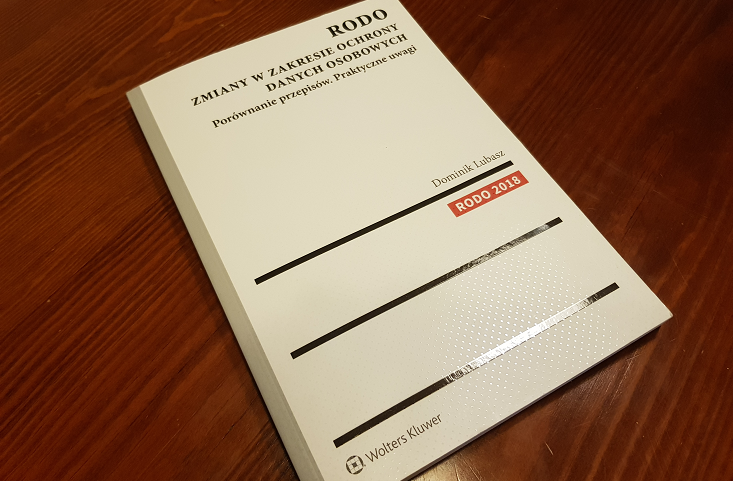 RODO
ZMIANY W ZAKRESIE OCHRONY
DANYCH OSOBOWYCH
Porównanie przepisów. Praktyczne uwagi
Dominik Lubasz
RODO 2018
Wolters Kluwer